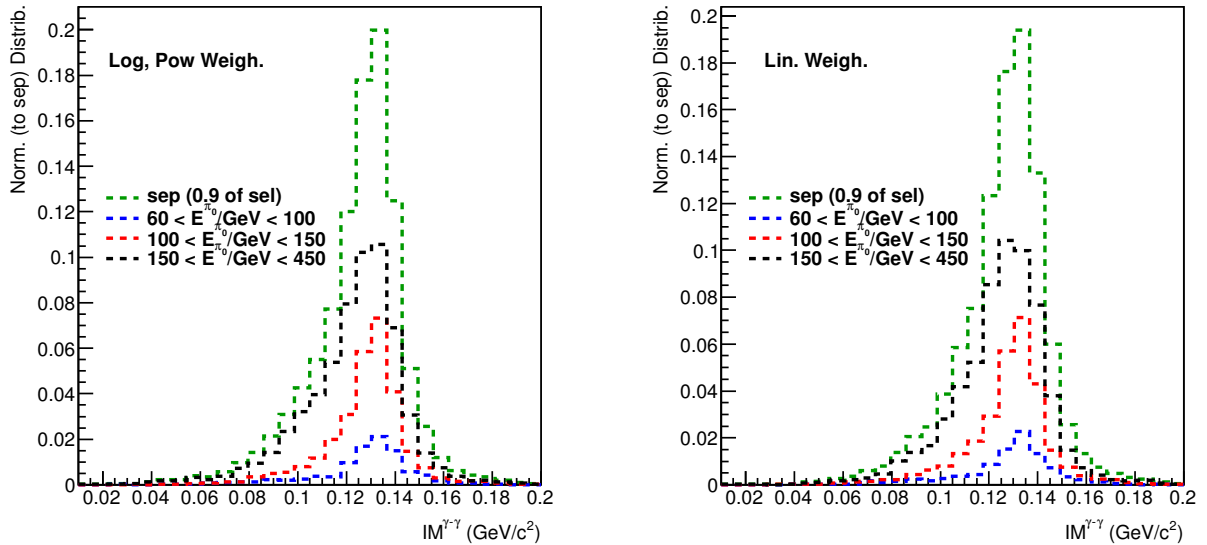 Norm. (to sep) Distrib.
0.2
0.18
0.16
0.14
0.12
0.1
0.08
0.06
0.04
0.02
0
Log, Pow Weigh.
sep (0.9 of sel)
60 < E_π₀/GeV < 100
100 < E_π₀/GeV < 150
150 < E_π₀/GeV < 450
0.02 0.04 0.06 0.08 0.1 0.12 0.14 0.16 0.18 0.2
IM^γ-γ (GeV/c²)
Norm. (to sep) Distrib.
0.2
0.18
0.16
0.14
0.12
0.1
0.08
0.06
0.04
0.02
0
Lin. Weigh.
sep (0.9 of sel)
60 < E_π₀/GeV < 100
100 < E_π₀/GeV < 150
150 < E_π₀/GeV < 450
0.02 0.04 0.06 0.08 0.1 0.12 0.14 0.16 0.18 0.2
IM^γ-γ (GeV/c²)